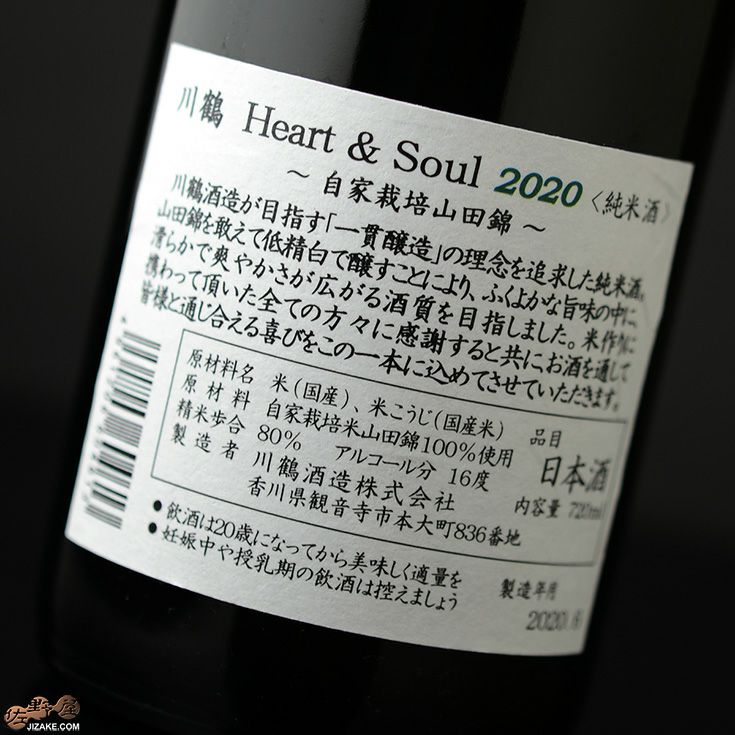 川鶴 Heart & Soul 2020 〈純米酒〉
～ 自家栽培山田錦 ～
川鶴酒造が目指す「一貫醸造」の理念を追求した純米酒。
山田錦を敢えて低精白で醸すことにより、ふくよかな旨味の中に、
滑らかで爽やかさが広がる酒質を目指しました。米作りに
携わって頂いた全ての方々に感謝すると共にお酒を通して
皆様と通じ合える喜びをこの一本に込めてさせていただきます。
原材料名 米(国産)、米こうじ(国産米)
原料 自家栽培米山田錦100%使用
精米歩合 80% アルコール分 16度
製造者 川鶴酒造株式会社
香川県観音寺市本大町836番地
品目
日本酒
内容量 720ml
●飲酒は20歳になってから美味しく適量を
●妊娠中や授乳期の飲酒は控えましょう
製造年月
2020.
佐野屋
JIZAKE.COM